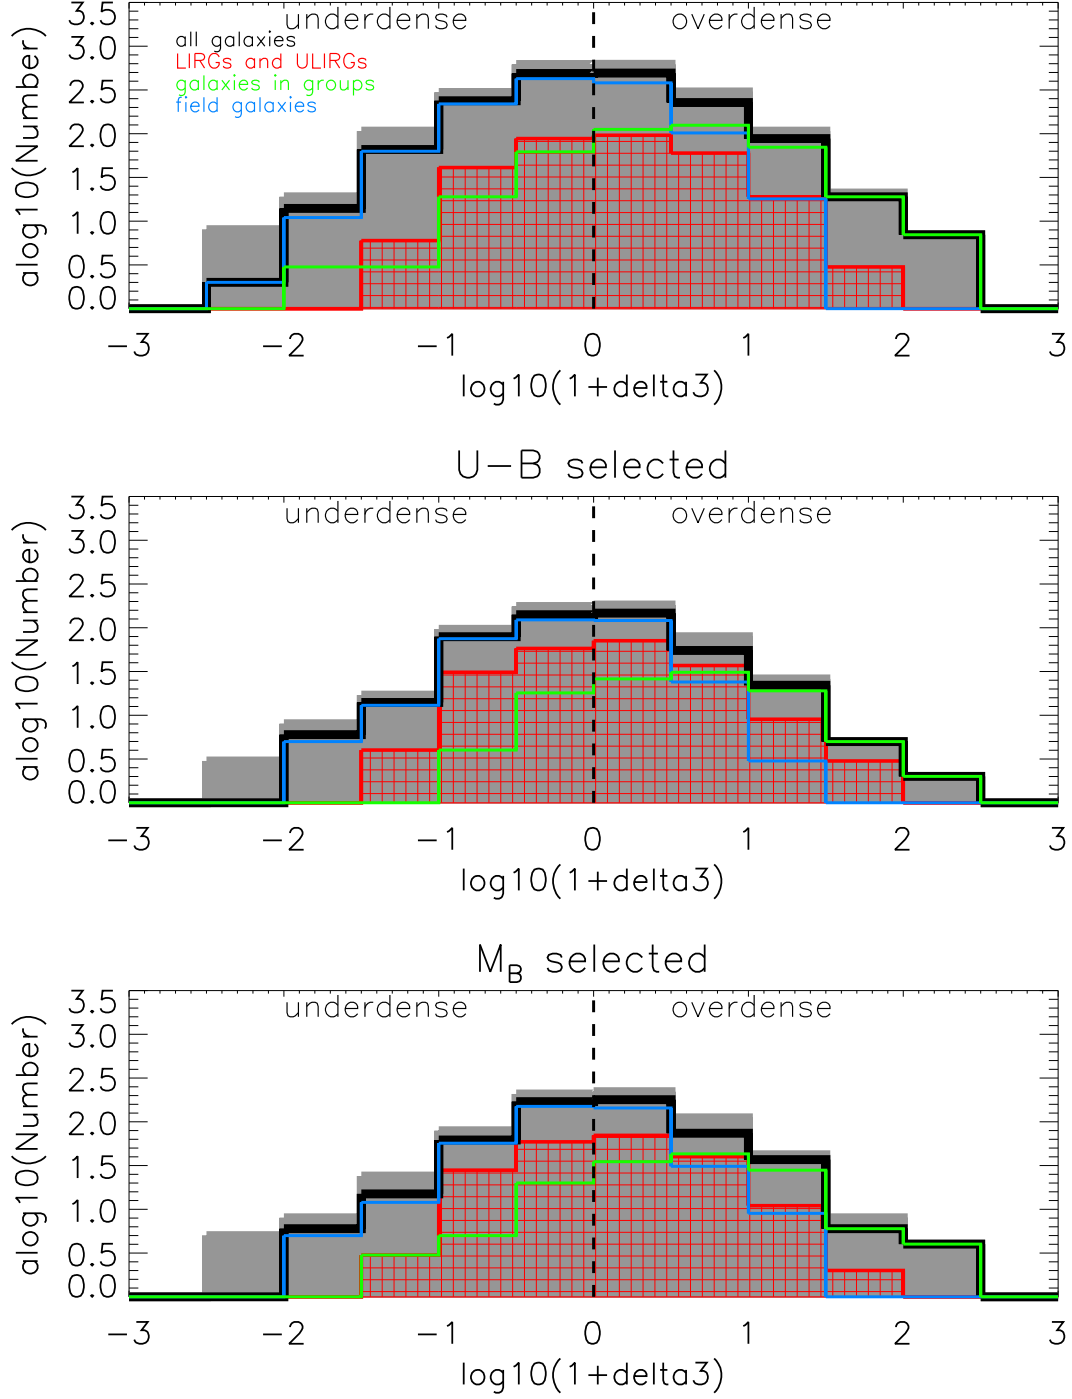 3.5
underdense overdense
all galaxies
3.0
LIRGs and ULIRGs
galaxies in groups
2.5
field galaxies
2.0
1.5
1.0
0.5
0.0
alog10(Number)
−3 −2 −1 0 1 2 3
log10(1+delta3)
U−B selected
3.5
underdense overdense
3.0
2.5
2.0
1.5
1.0
0.5
0.0
alog10(Number)
−3 −2 −1 0 1 2 3
log10(1+delta3)
M_B selected
3.5
underdense overdense
3.0
2.5
2.0
1.5
1.0
0.5
0.0
alog10(Number)
−3 −2 −1 0 1 2 3
log10(1+delta3)